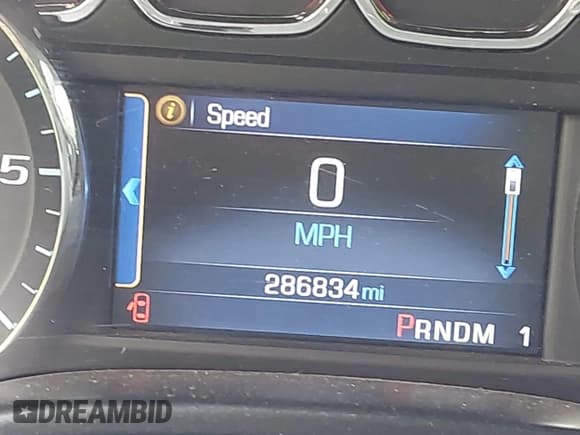 Speed
5
0
MPH
286834 mi
PRNDM 1
DREAMBID